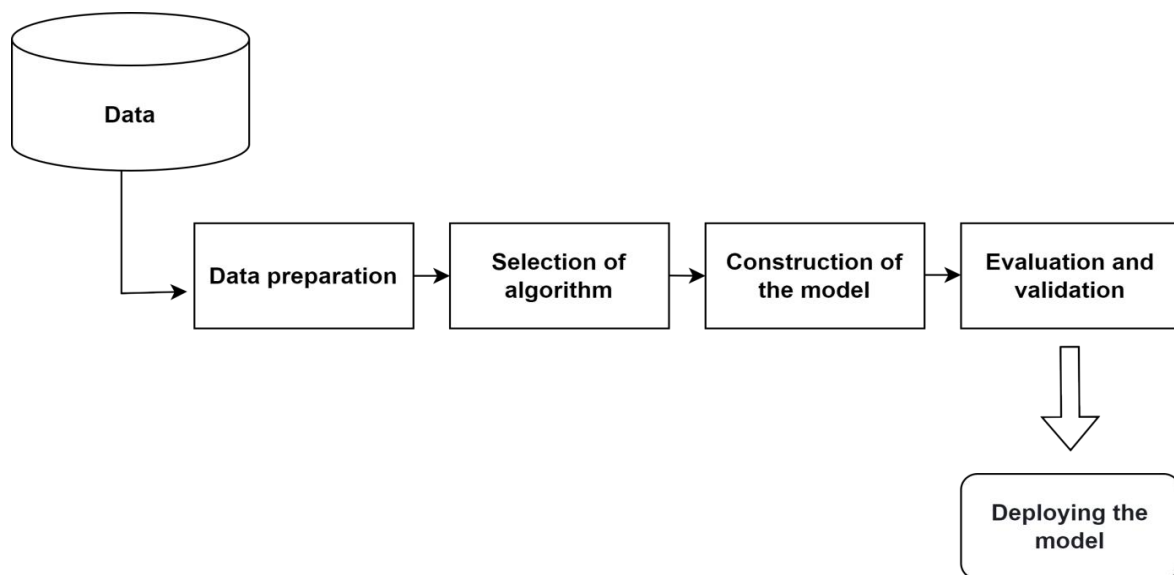 Data
Data preparation
Selection of
algorithm
Construction of
the model
Evaluation and
validation
Deploying the
model